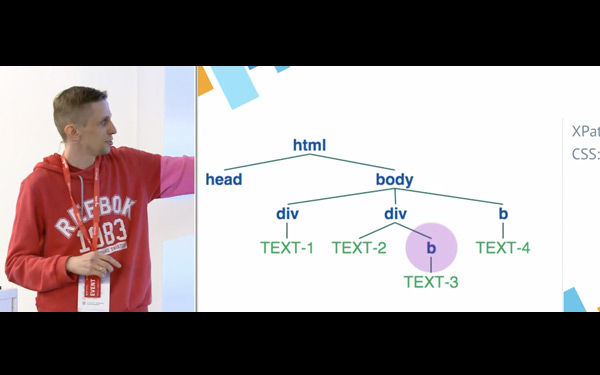 REEBOK
1983
EVENT
html
head body
div div b
TEXT-1 TEXT-2 b TEXT-4
TEXT-3
XPat
CSS: